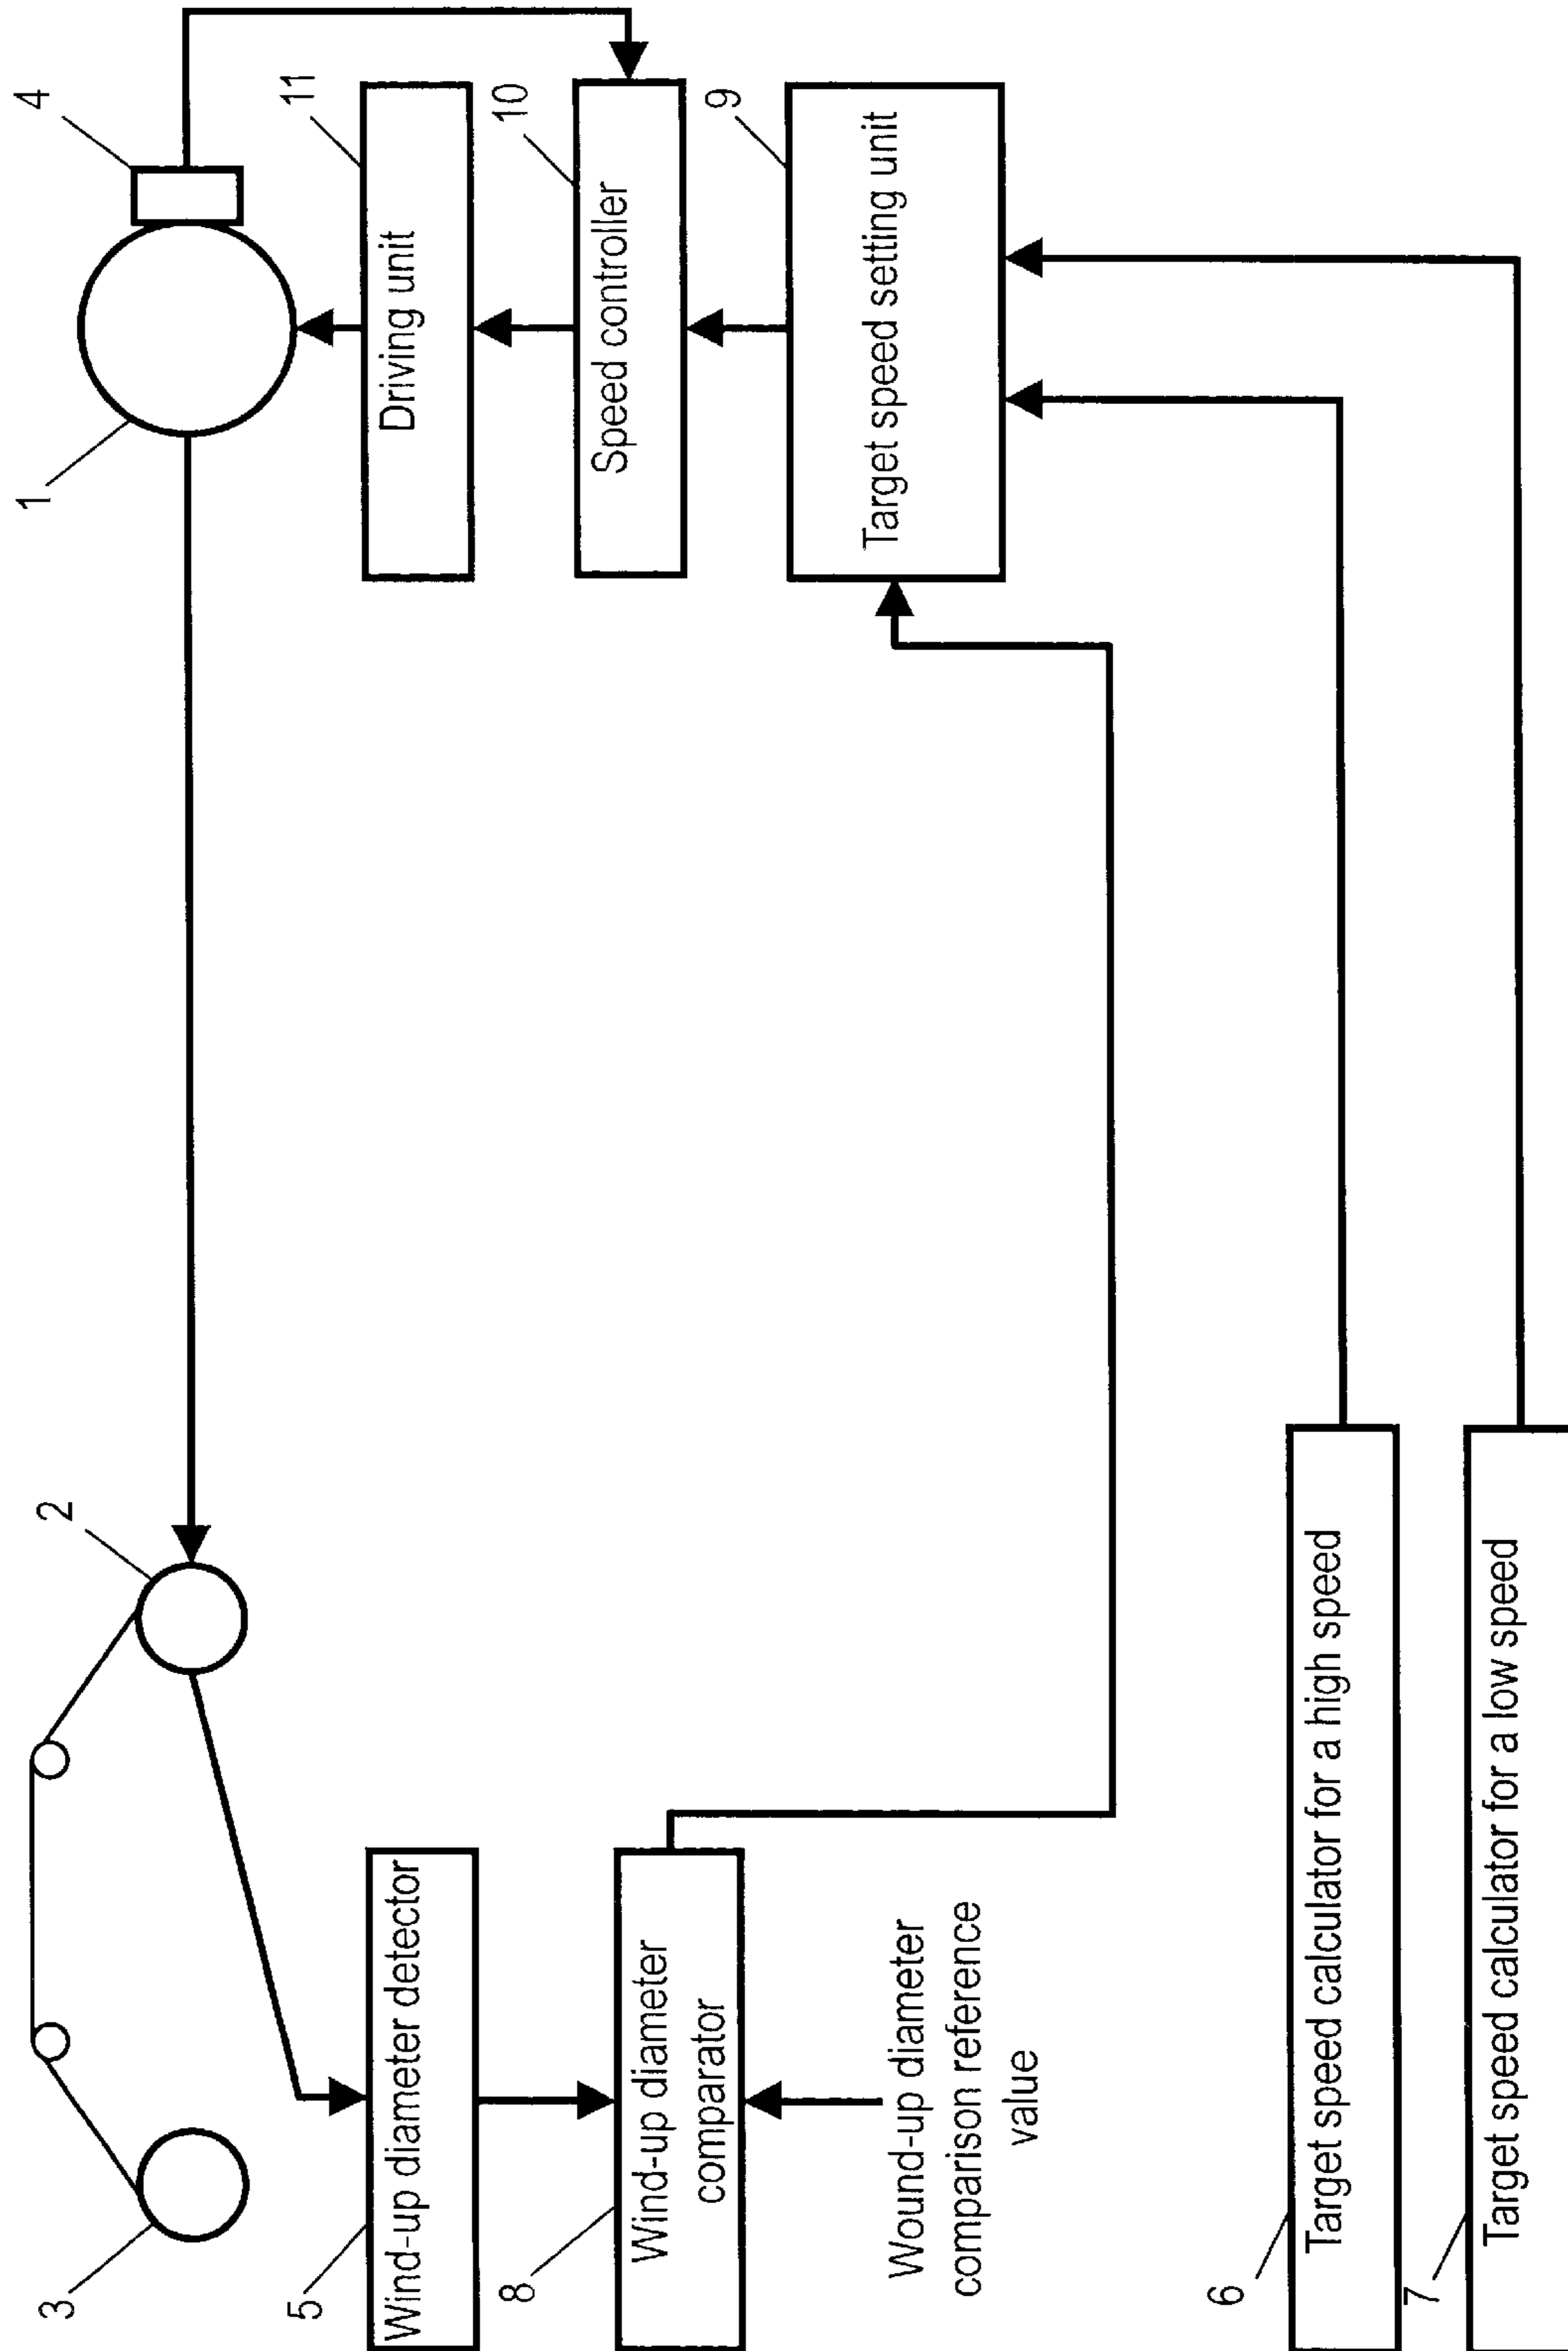 3
2
1
4
5
Wind-up diameter detector
11
Driving unit
8
Wind-up diameter
comparator
10
Speed controller
Wound-up diameter
comparison reference
value
9
Target speed setting unit
6
Target speed calculator for a high speed
7
Target speed calculator for a low speed